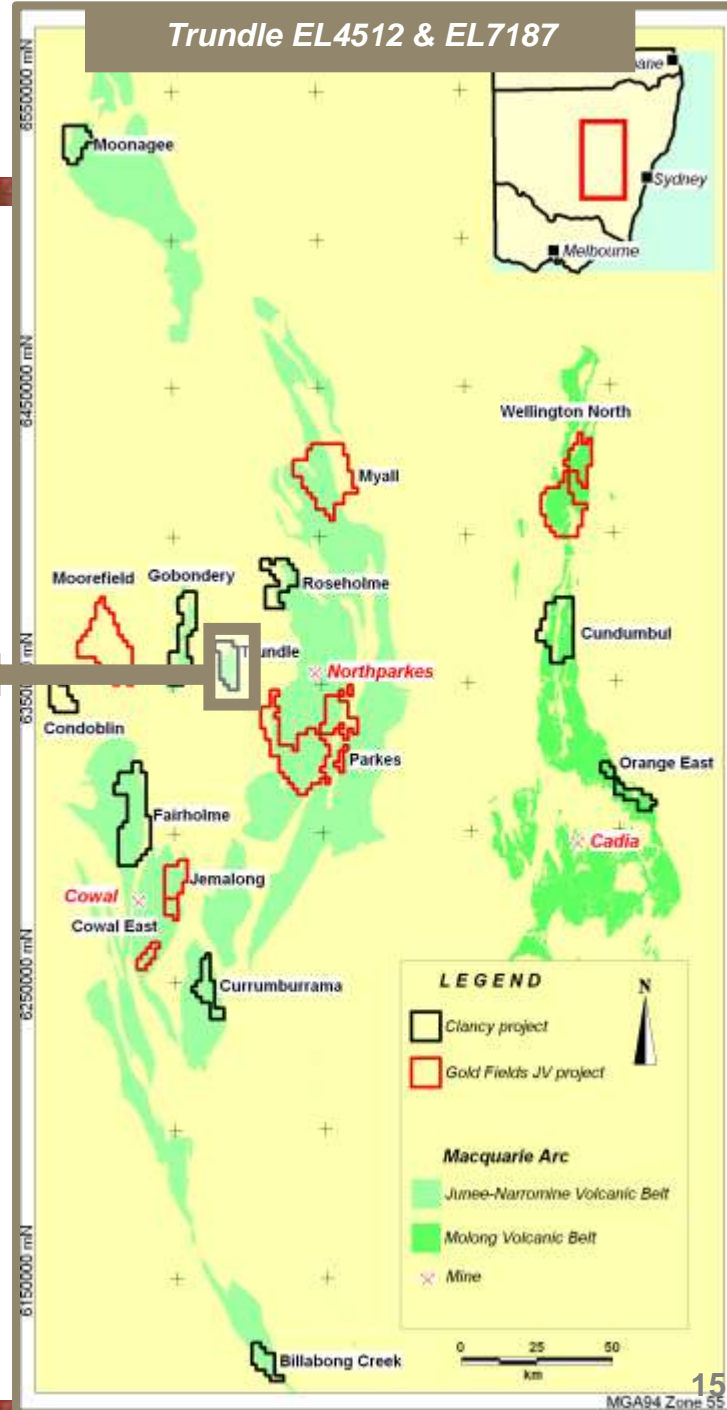 Trundle EL4512 & EL7187
6550000 mN
Moonagee
Sydney
Melbourne
6450000 mN
Wellington North
Myall
Moorefield
Gobondery
Roseholme
Cundumbul
Trundle
Northparkes
6350000 mN
Condoblin
Parkes
Orange East
Fairholme
Cadia
Jemalong
Cowal
Cowal East
6250000 mN
Currumburrama
LEGEND
N
Clancy project
Gold Fields JV project
Macquarie Arc
Junee-Narromine Volcanic Belt
Molong Volcanic Belt
Mine
6150000 mN
0 25 50
km
Billabong Creek
15
MGA94 Zone 55